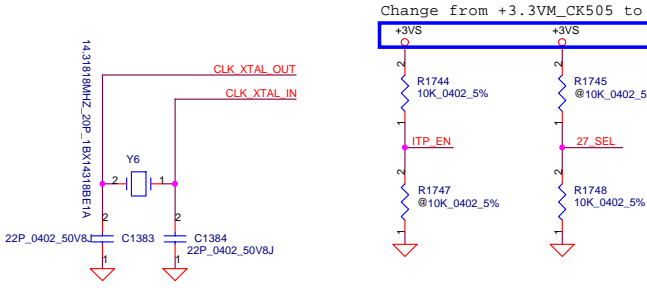 Change from +3.3VM_CK505 to
+3VS
+3VS
14.31818MHZ_20P_1BX14318BE1A
CLK_XTAL_OUT
CLK_XTAL_IN
2
R1744
10K_0402_5%
1
2
R1745
@10K_0402_5
1
ITP_EN
27_SEL
Y6
2
1
2
R1747
@10K_0402_5%
1
2
R1748
10K_0402_5%
1
2
22P_0402_50V8J
C1383
1
2
C1384
22P_0402_50V8J
1